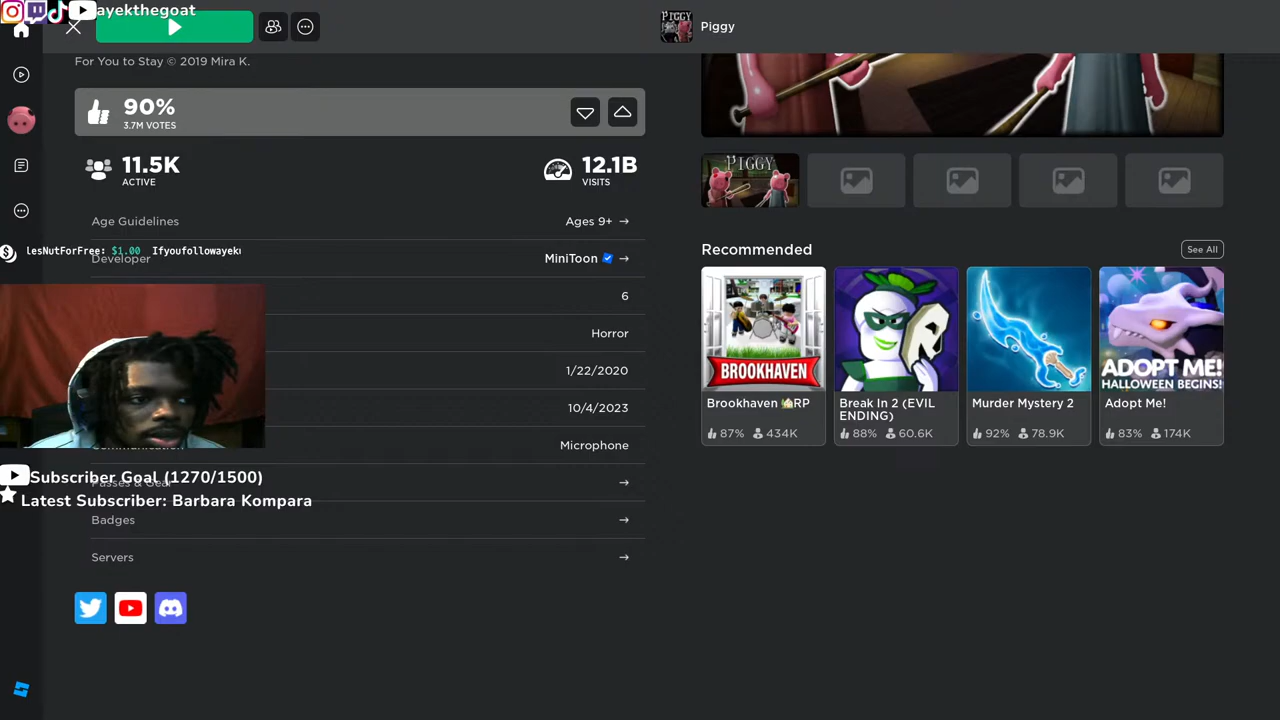 ayekthegoat
Piggy
For You to Stay © 2019 Mira K.
90%
3.7M VOTES
11.5K
ACTIVE
12.1B
VISITS
Age Guidelines
Ages 9+
lesNutForFree: $1.00 Ifyoufollowayek
Developer
MiniToon
6
Horror
1/22/2020
10/4/2023
Communication
Microphone
Subscriber Goal (1270/1500)
Passes & Gear
Latest Subscriber: Barbara Kompara
Badges
Servers
PIGGY
PIGGY
Recommended
See All
BROOKHAVEN
Brookhaven 🏡RP
87% 434K
Break In 2 (EVIL
ENDING)
88% 60.6K
Murder Mystery 2
92% 78.9K
ADOPT ME!
HALLOWEEN BEGINS!
Adopt Me!
83% 174K